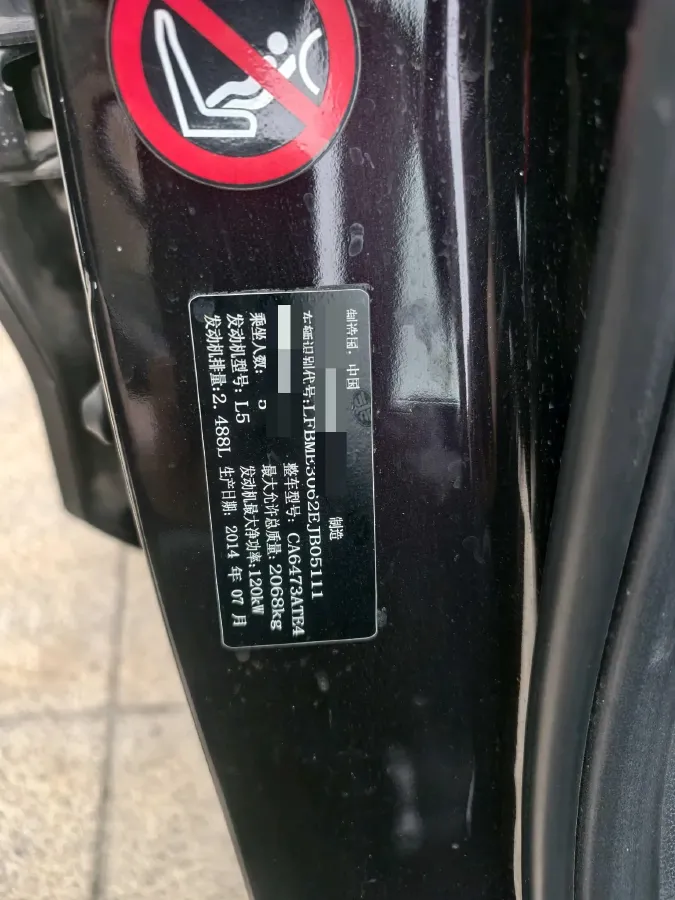 制造国: 中国
制造
车辆识别代号:LFBME3062EJB05111
整车型号: CA6473ATE4
乘坐人数: 5
最大允许总质量: 2068kg
发动机型号: L5
发动机最大净功率:120kW
发动机排量:2.488L
生产日期: 2014 年 07 月